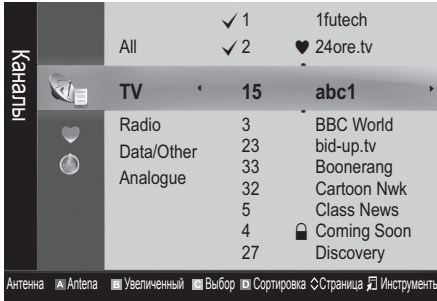 Каналы
✓ 1 1futech
All ✓ 2 ♥ 24ore.tv
TV 15 abc1
Radio 3 BBC World
Data/Other 23 bid-up.tv
Analogue 33 Boonerang
32 Cartoon Nwk
5 Class News
4 Coming Soon
27 Discovery
Антенна A Antena B Увеличенный C Выбор D Сортировка Страница Инструменты